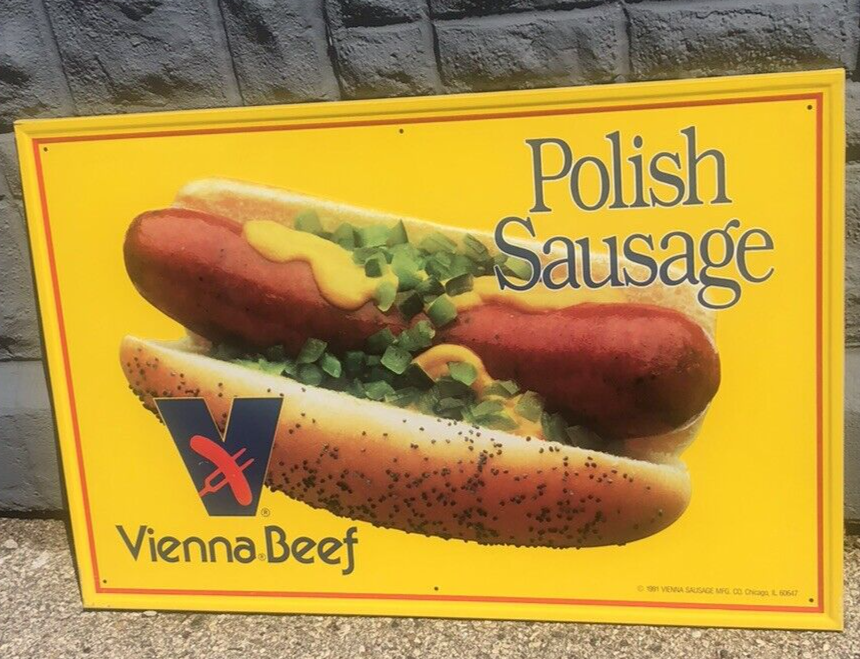 Polish
Sausage
V®
Vienna® Beef
© 1991 VIENNA SAUSAGE MFG. CO. Chicago, IL 60647